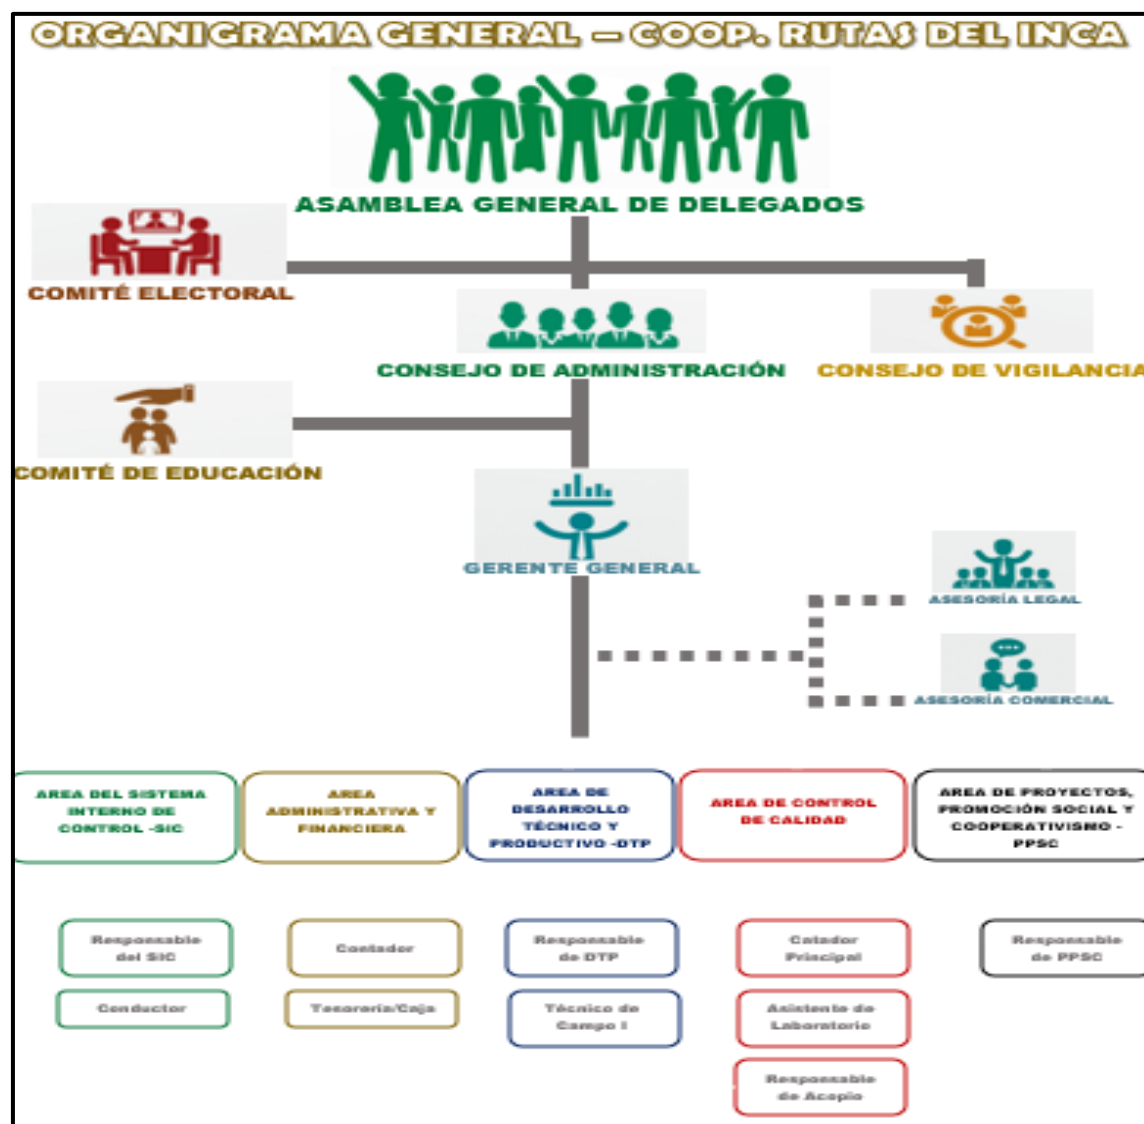 ORGANIGRAMA GENERAL – COOP. RUTAS DEL INCA
ASAMBLEA GENERAL DE DELEGADOS
COMITÉ ELECTORAL
CONSEJO DE ADMINISTRACIÓN
CONSEJO DE VIGILANCIA
COMITÉ DE EDUCACIÓN
GERENTE GENERAL
ASESORÍA LEGAL
ASESORÍA COMERCIAL
AREA DEL SISTEMA
INTERNO DE
CONTROL -SIC
AREA
ADMINISTRATIVA Y
FINANCIERA
AREA DE
DESARROLLO
TÉCNICO Y
PRODUCTIVO -DTP
AREA DE CONTROL
DE CALIDAD
AREA DE PROYECTOS,
PROMOCIÓN SOCIAL Y
COOPERATIVISMO -
PPSC
Responsable
del SIC
Conductor
Contador
Tesorería/Caja
Responsable
de DTP
Técnico de
Campo I
Catador
Principal
Asistente de
Laboratorio
Responsable
de Acopio
Responsable
de PPSC